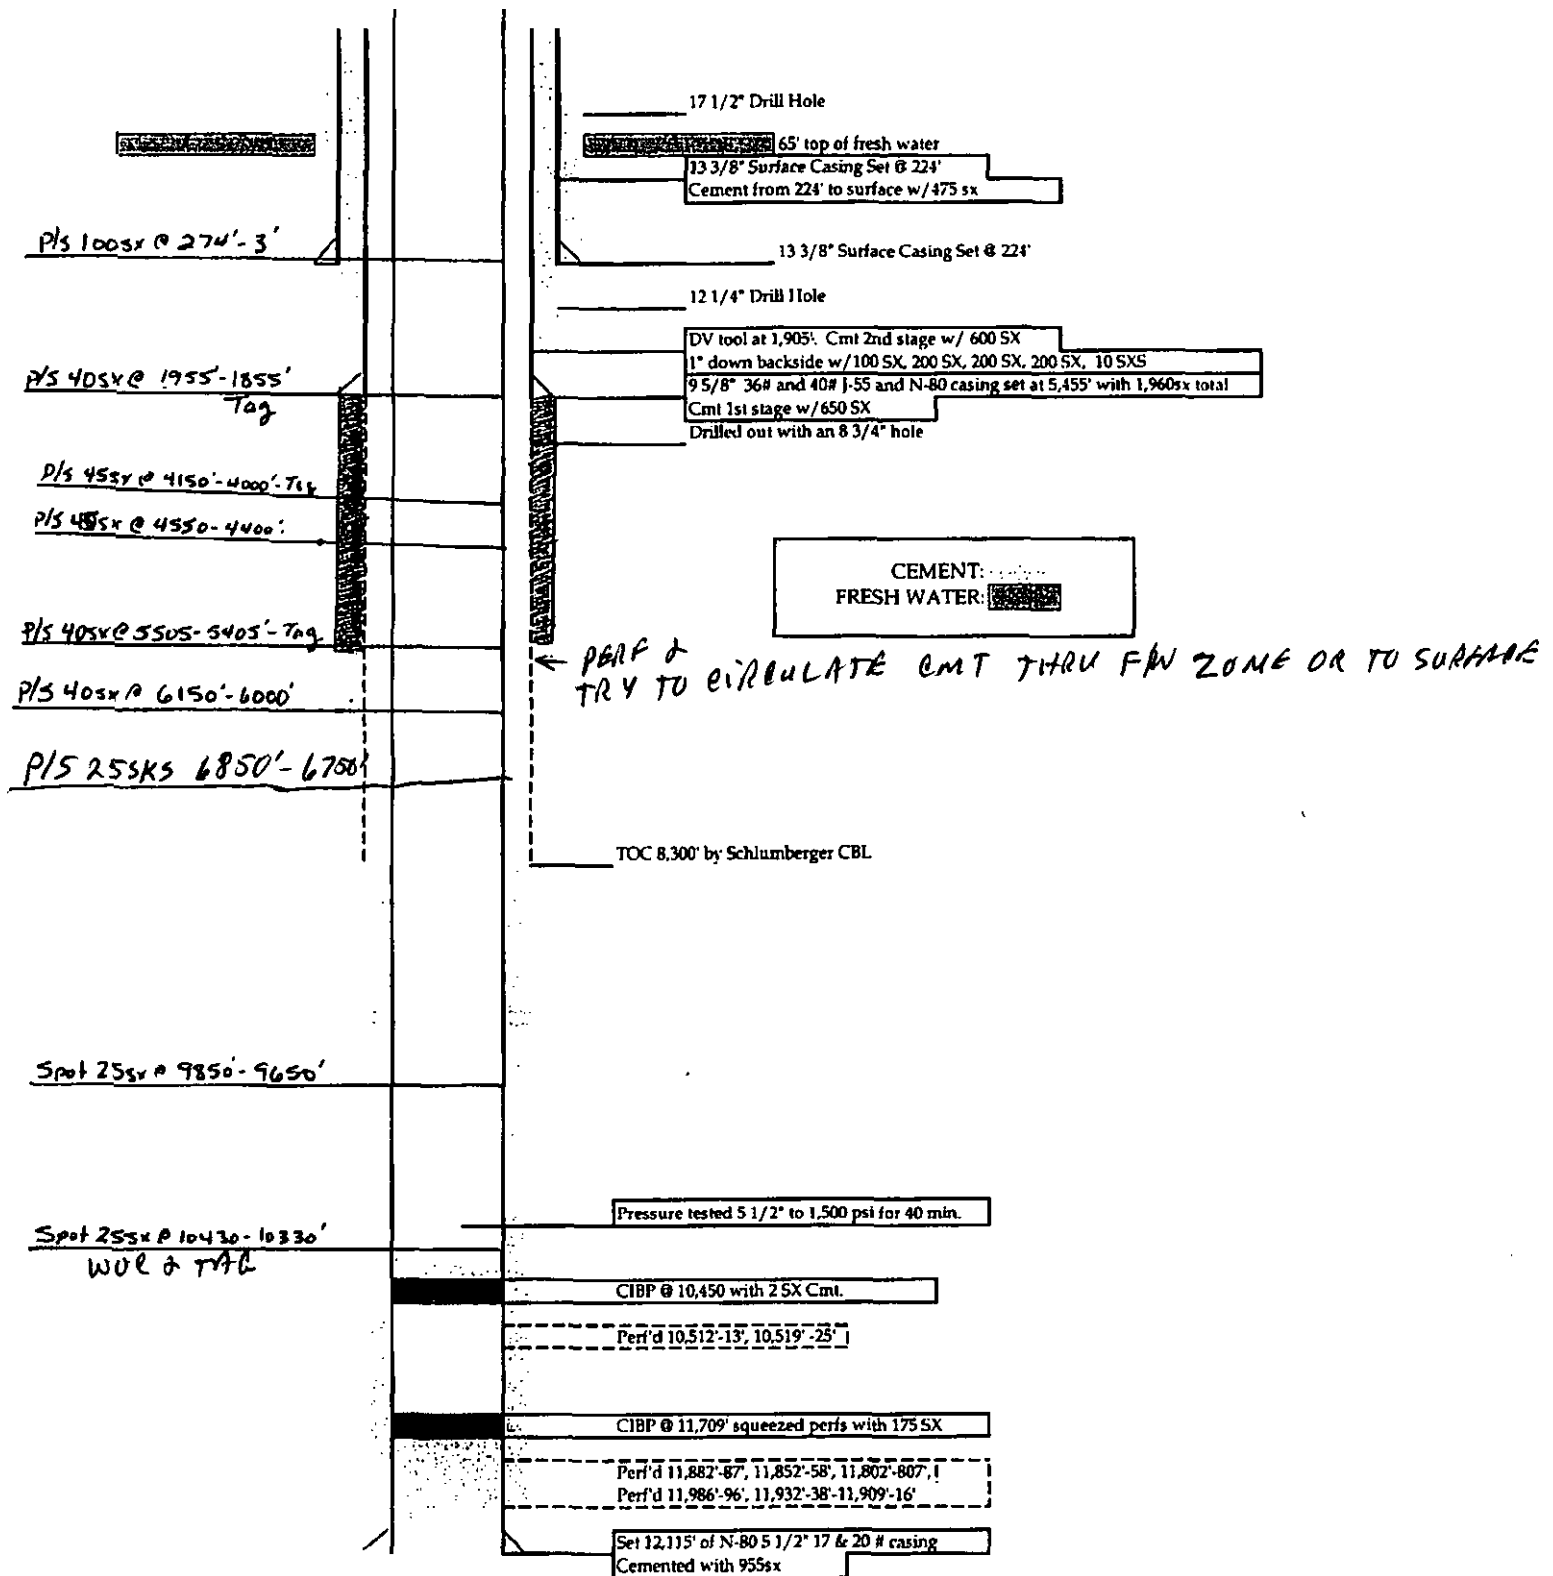 17 1/2" Drill Hole
65' top of fresh water
13 3/8" Surface Casing Set @ 224'
Cement from 224' to surface w/475 sx
P/S 100sx @ 274'-3'
13 3/8" Surface Casing Set @ 224'
12 1/4" Drill Hole
DV tool at 1,905'. Cmt 2nd stage w/ 600 SX
1" down backside w/100 SX, 200 SX, 200 SX, 200 SX, 10 SXS
P/S 40sx @ 1955'-1855'
Tag
9 5/8" 36# and 40# J-55 and N-80 casing set at 5,455' with 1,960sx total
Cmt 1st stage w/650 SX
Drilled out with an 8 3/4" hole
P/S 45sx @ 4150'-4000'-Tag
P/S 45sx @ 4550-4400'
CEMENT:
FRESH WATER:
P/S 40sx @ 5505-5405'-Tag
← PERF &
TRY TO CIRCULATE CMT THRU F/W ZONE OR TO SURFACE
P/S 40sx @ 6150'-6000'
P/S 25SKS 6850'-6750'
TOC 8,300' by Schlumberger CBL
Spot 25sx @ 9850'-9650'
Pressure tested 5 1/2" to 1,500 psi for 40 min.
Spot 25sx @ 10430-10330'
WOC & TAG
CIBP @ 10,450 with 2 SX Cmt.
Perf'd 10,512'-13', 10,519'-25'
CIBP @ 11,709' squeezed perfs with 175 SX
Perf'd 11,882'-87', 11,852'-58', 11,802'-807',
Perf'd 11,986'-96', 11,932'-38'-11,909'-16'
Set 12,115' of N-80 5 1/2" 17 & 20 # casing
Cemented with 955sx